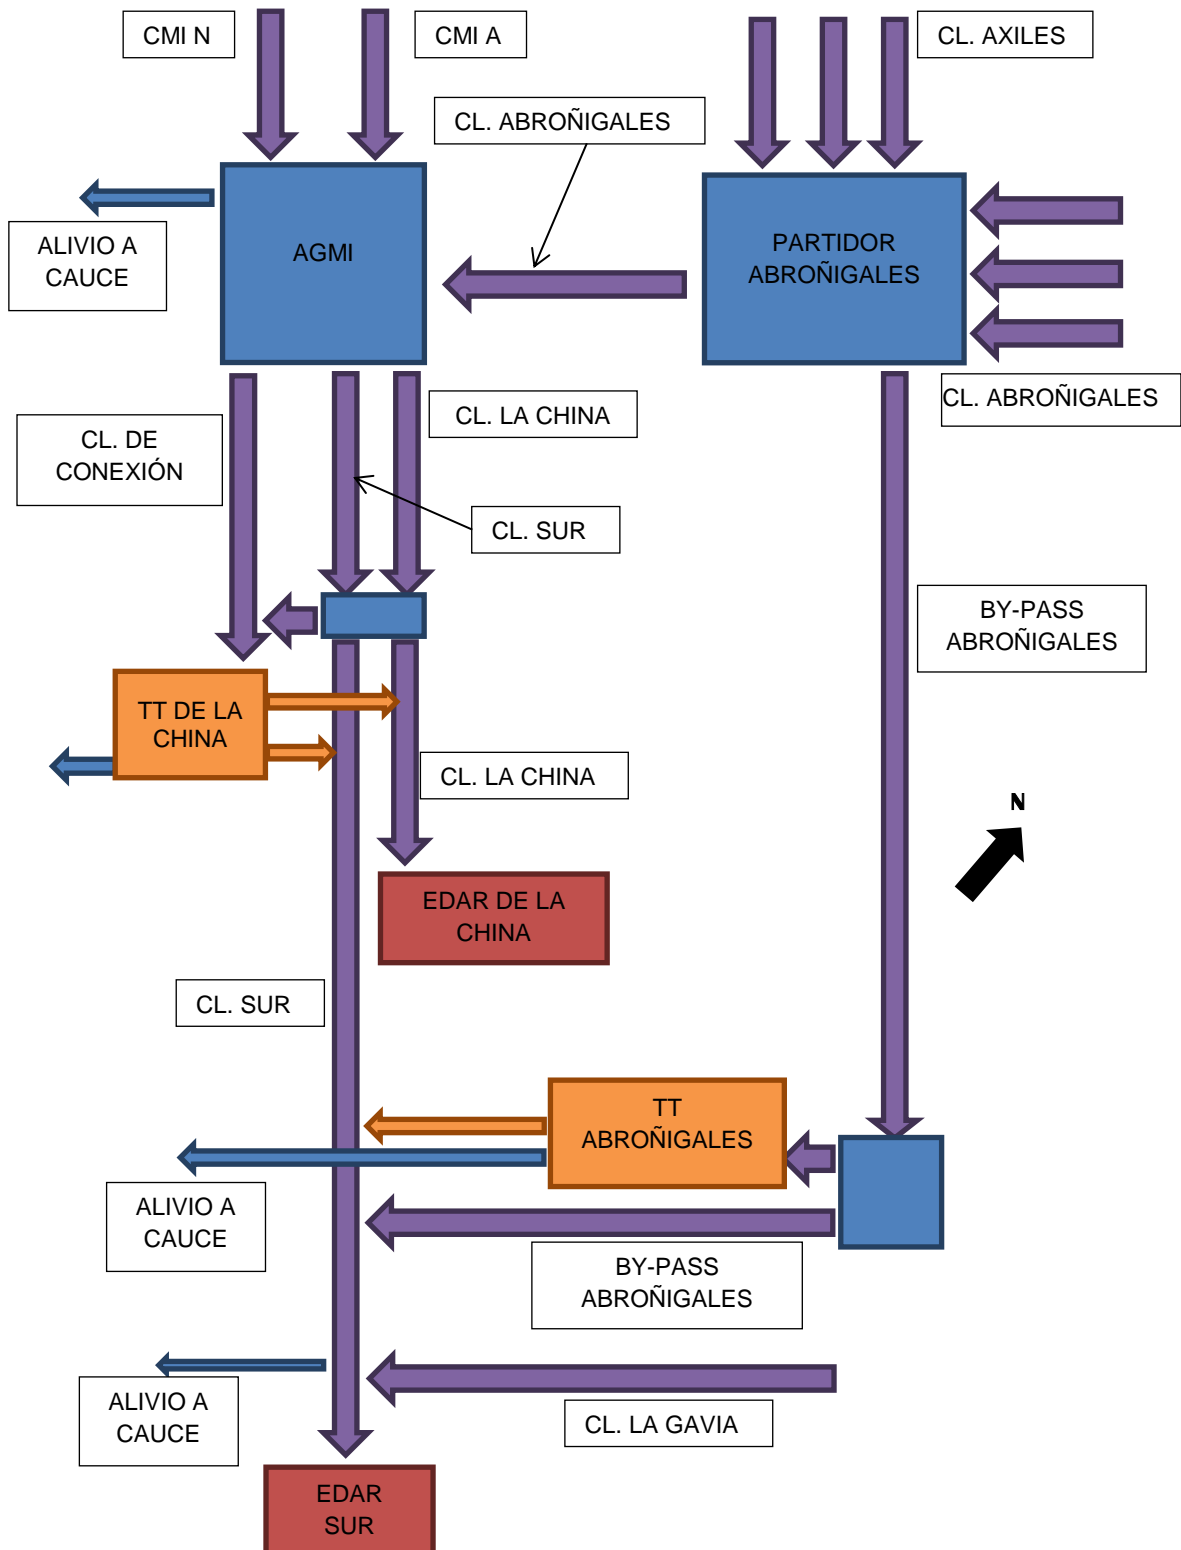 CMI N
CMI A
CL. AXILES
CL. ABROÑIGALES
ALIVIO A
CAUCE
AGMI
PARTIDOR
ABROÑIGALES
CL. ABROÑIGALES
CL. LA CHINA
CL. DE
CONEXIÓN
CL. SUR
BY-PASS
ABROÑIGALES
TT DE LA
CHINA
CL. LA CHINA
N
EDAR DE LA
CHINA
CL. SUR
TT
ABROÑIGALES
ALIVIO A
CAUCE
BY-PASS
ABROÑIGALES
ALIVIO A
CAUCE
CL. LA GAVIA
EDAR
SUR